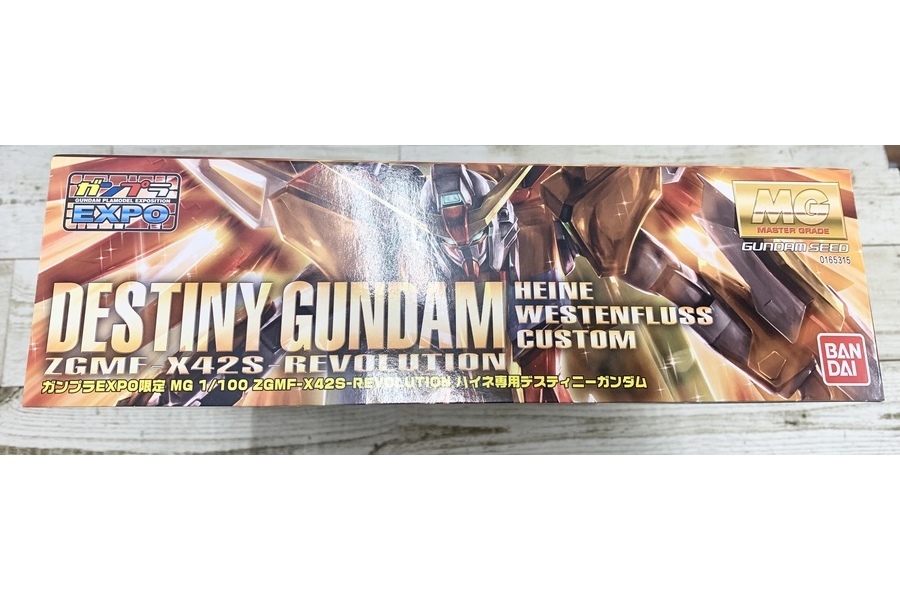 ガンプラ
GUNDAM PLAMODEL EXPOSITION
EXPO
MG
MASTER GRADE
GUNDAM SEED
0165315
DESTINY GUNDAM
HEINE
WESTENFLUSS
CUSTOM
ZGMF-X42S-REVOLUTION
ガンプラEXPO限定 MG 1/100 ZGMF-X42S-REVOLUTION ハイネ専用デスティニーガンダム
BAN
DAI